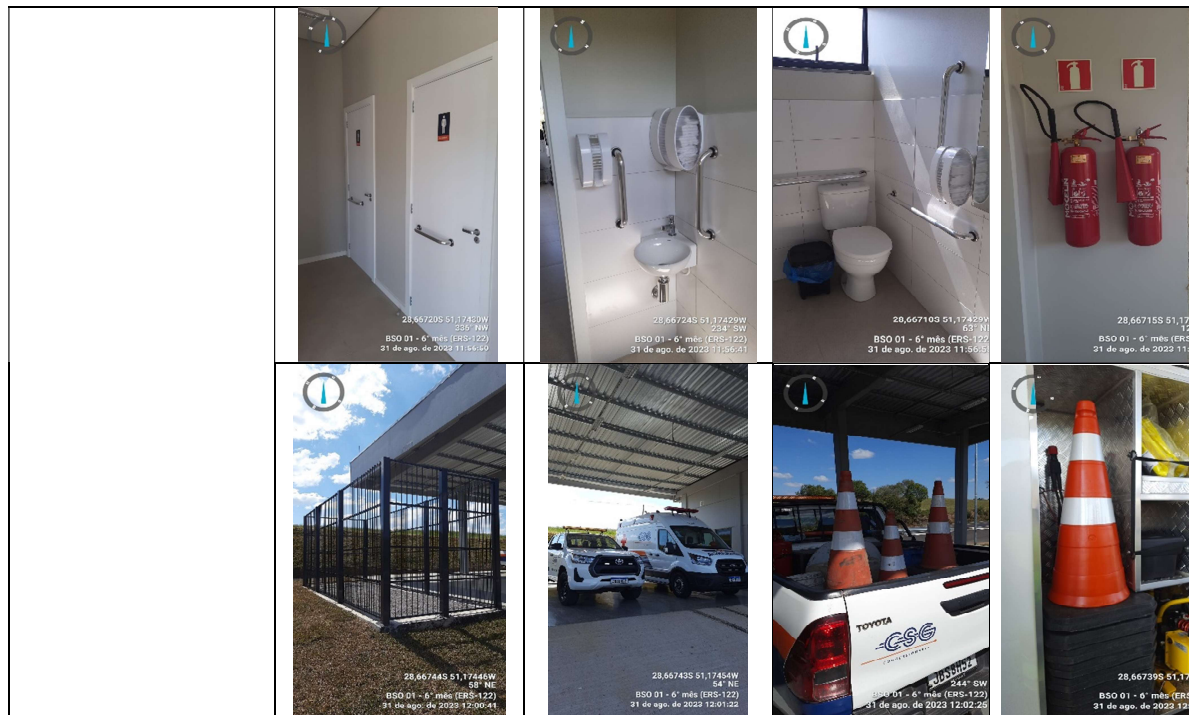 28,66720S 51,17430W
335° NW
BSO 01 - 6° mês (ERS-122)
31 de ago. de 2023 11:56:50
28,66724S 51,17429W
234° SW
BSO 01 - 6° mês (ERS-122)
31 de ago. de 2023 11:56:41
28,66710S 51,17429W
63° N
BSO 01 - 6° mês (ERS-122
31 de ago. de 2023 11:56:5
MOCELIN
28,66715S 51,17
BSO 01 - 6° mês (ERS
31 de ago. de 2023 11:
28,66744S 51,17446W
58° NE
BSO 01 - 6° mês (ERS-122)
31 de ago. de 2023 12:00:41
28,66743S 51,17454W
54° NE
BSO 01 - 6° mês (ERS-122)
31 de ago. de 2023 12:01:22
TOYOTA
CSG
244° SW
BSO 01 - 6° mês (ERS-122)
31 de ago. de 2023 12:02:25
28,66739S 51,17
BSO 01 - 6° mês (ERS
31 de ago. de 2023 12: